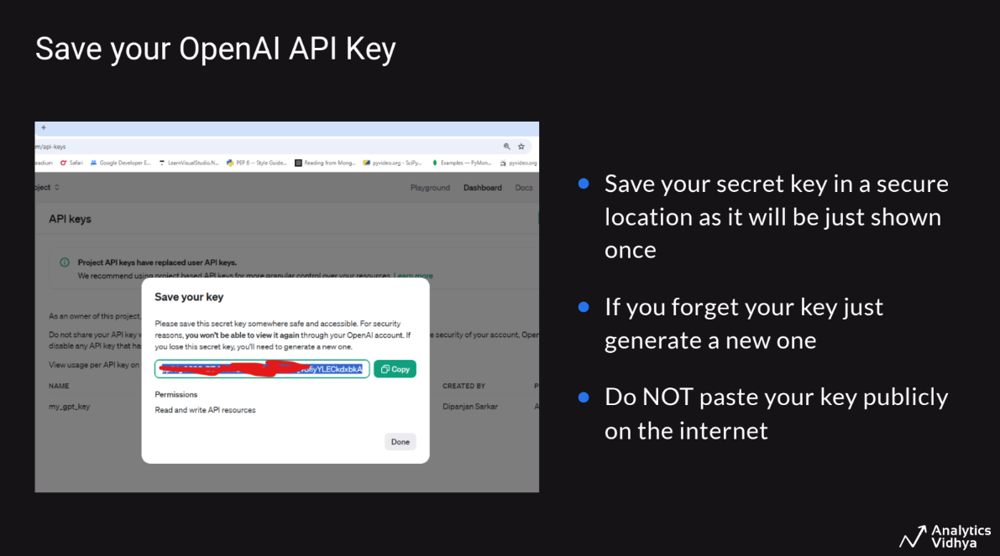 Save your OpenAI API Key
+
m/api-keys
eadium Safari Google Developer E... LearnVisualStudio.N... PEP 8 — Style Guide... Reading from Mong... pyvideo.org - SciPy... Examples — PyMon... pyvideo.org
oject Playground Dashboard Docs
API keys
Project API keys have replaced user API keys.
We recommend using project based API keys for more granular control over your resources. Learn more
Save your key
Please save this secret key somewhere safe and accessible. For security
reasons, you won't be able to view it again through your OpenAI account. If
you lose this secret key, you'll need to generate a new one.
Copy
Permissions
Read and write API resources
Done
As an owner of this project,
Do not share your API key e security of your account, Open
disable any API key that ha
View usage per API key on
NAME CREATED BY
my_gpt_key Dipanjan Sarkar
Save your secret key in a secure
location as it will be just shown
once
If you forget your key just
generate a new one
Do NOT paste your key publicly
on the internet
Analytics
Vidhya